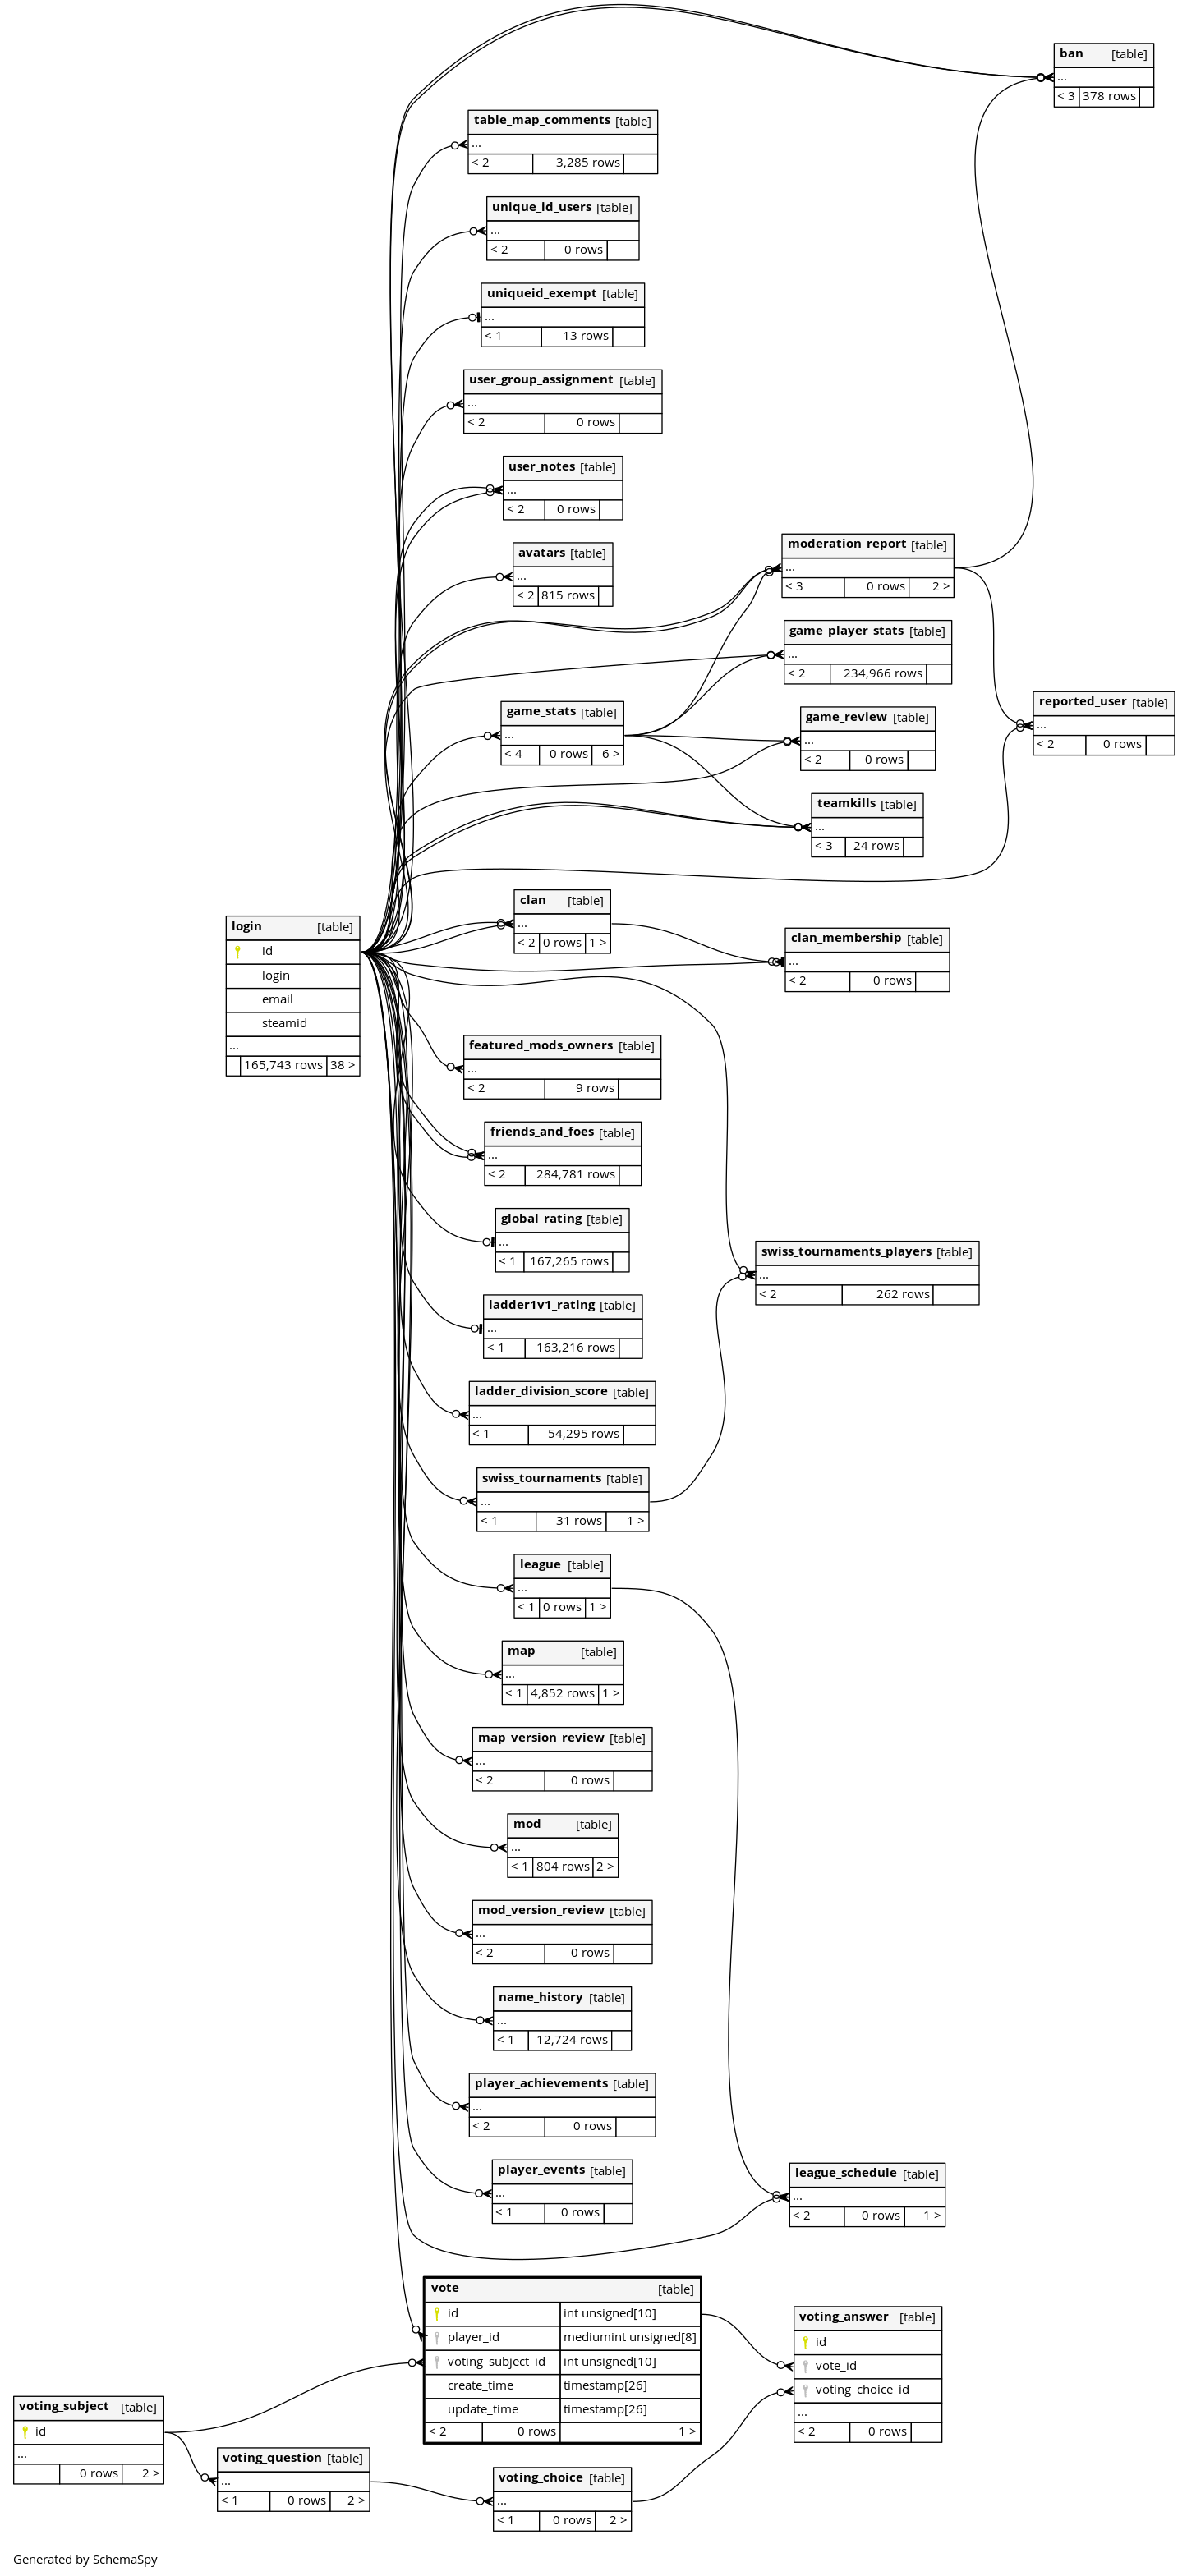 ban [table]
...
< 3 378 rows
table_map_comments [table]
...
< 2 3,285 rows
unique_id_users [table]
...
< 2 0 rows
uniqueid_exempt [table]
...
< 1 13 rows
user_group_assignment [table]
...
< 2 0 rows
user_notes [table]
...
< 2 0 rows
avatars [table]
...
< 2 815 rows
moderation_report [table]
...
< 3 0 rows 2 >
game_player_stats [table]
...
< 2 234,966 rows
game_stats [table]
...
< 4 0 rows 6 >
game_review [table]
...
< 2 0 rows
reported_user [table]
...
< 2 0 rows
teamkills [table]
...
< 3 24 rows
login [table]
id
login
email
steamid
...
165,743 rows 38 >
clan [table]
...
< 2 0 rows 1 >
clan_membership [table]
...
< 2 0 rows
featured_mods_owners [table]
...
< 2 9 rows
friends_and_foes [table]
...
< 2 284,781 rows
global_rating [table]
...
< 1 167,265 rows
swiss_tournaments_players [table]
...
< 2 262 rows
ladder1v1_rating [table]
...
< 1 163,216 rows
ladder_division_score [table]
...
< 1 54,295 rows
swiss_tournaments [table]
...
< 1 31 rows 1 >
league [table]
...
< 1 0 rows 1 >
map [table]
...
< 1 4,852 rows 1 >
map_version_review [table]
...
< 2 0 rows
mod [table]
...
< 1 804 rows 2 >
mod_version_review [table]
...
< 2 0 rows
name_history [table]
...
< 1 12,724 rows
player_achievements [table]
...
< 2 0 rows
player_events [table]
...
< 1 0 rows
league_schedule [table]
...
< 2 0 rows 1 >
vote [table]
id int unsigned[10]
player_id mediumint unsigned[8]
voting_subject_id int unsigned[10]
create_time timestamp[26]
update_time timestamp[26]
< 2 0 rows 1 >
voting_answer [table]
id
vote_id
voting_choice_id
...
< 2 0 rows
voting_subject [table]
id
...
0 rows 2 >
voting_question [table]
...
< 1 0 rows 2 >
voting_choice [table]
...
< 1 0 rows 2 >
Generated by SchemaSpy